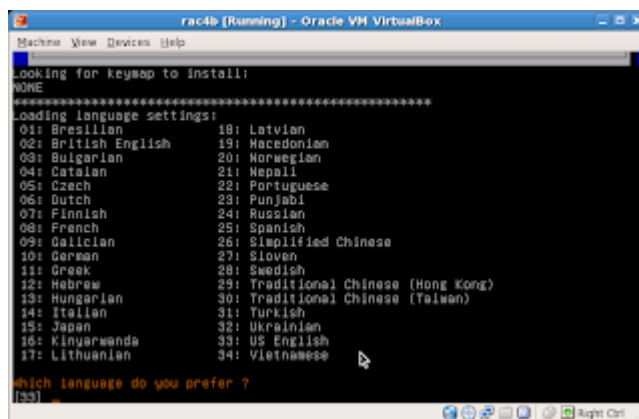 rac4b [Running] - Oracle VM VirtualBox
Machine View Devices Help
Looking for keymap to install:
NONE
Loading language settings:
01: Bresilian 18: Latvian
02: British English 19: Macedonian
03: Bulgarian 20: Norwegian
04: Catalan 21: Nepali
05: Czech 22: Portuguese
06: Dutch 23: Punjabi
07: Finnish 24: Russian
08: French 25: Spanish
09: Galician 26: Simplified Chinese
10: German 27: Sloven
11: Greek 28: Swedish
12: Hebrew 29: Traditional Chinese (Hong Kong)
13: Hungarian 30: Traditional Chinese (Taiwan)
14: Italian 31: Turkish
15: Japan 32: Ukrainian
16: Kinyarwanda 33: US English
17: Lithuanian 34: Vietnamese
Which language do you prefer ?
[33] _
Right Ctrl